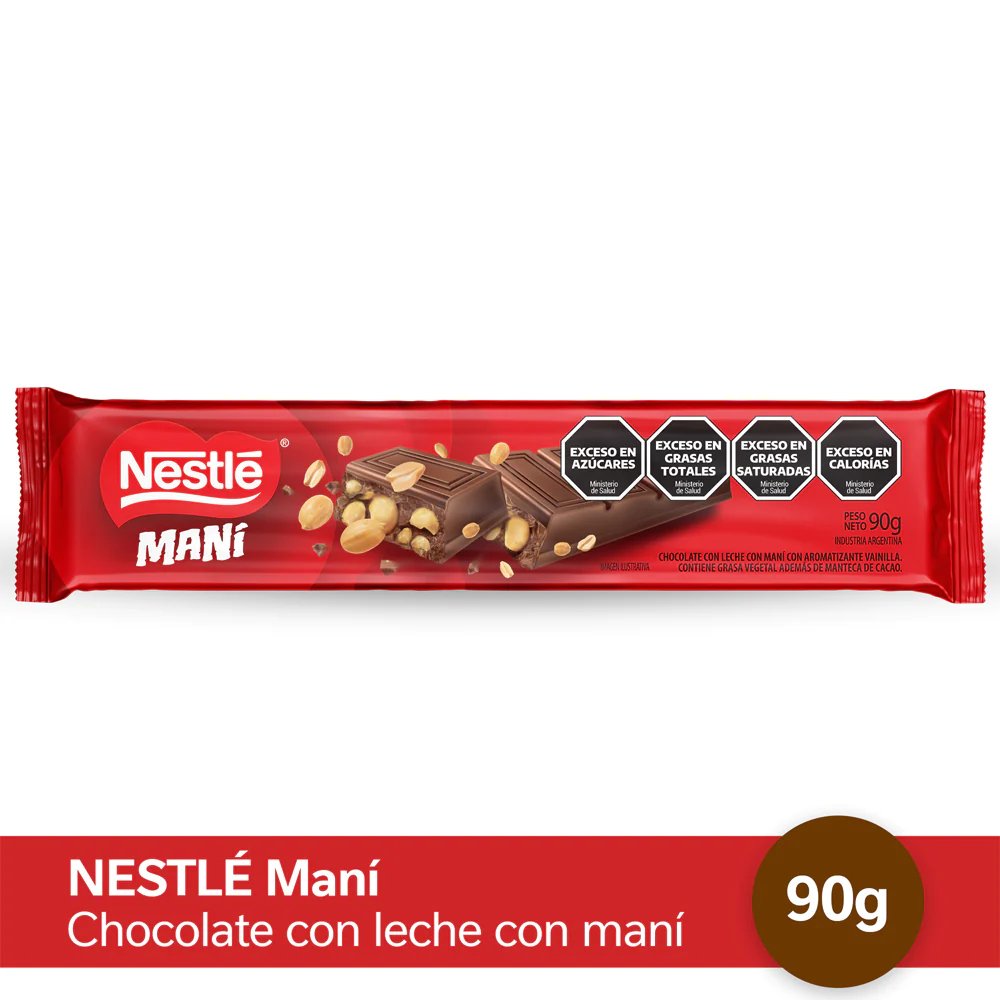 Nestlé®
MANÍ
EXCESO EN
AZÚCARES
Ministerio
de Salud
EXCESO EN
GRASAS
TOTALES
Ministerio
de Salud
EXCESO EN
GRASAS
SATURADAS
Ministerio
de Salud
EXCESO EN
CALORÍAS
Ministerio
de Salud
PESO
NETO 90g
INDUSTRIA ARGENTINA
CHOCOLATE CON LECHE CON MANÍ CON AROMATIZANTE VAINILLA.
CONTIENE GRASA VEGETAL ADEMÁS DE MANTECA DE CACAO.
IMAGEN ILUSTRATIVA
NESTLÉ Maní
Chocolate con leche con maní
90g